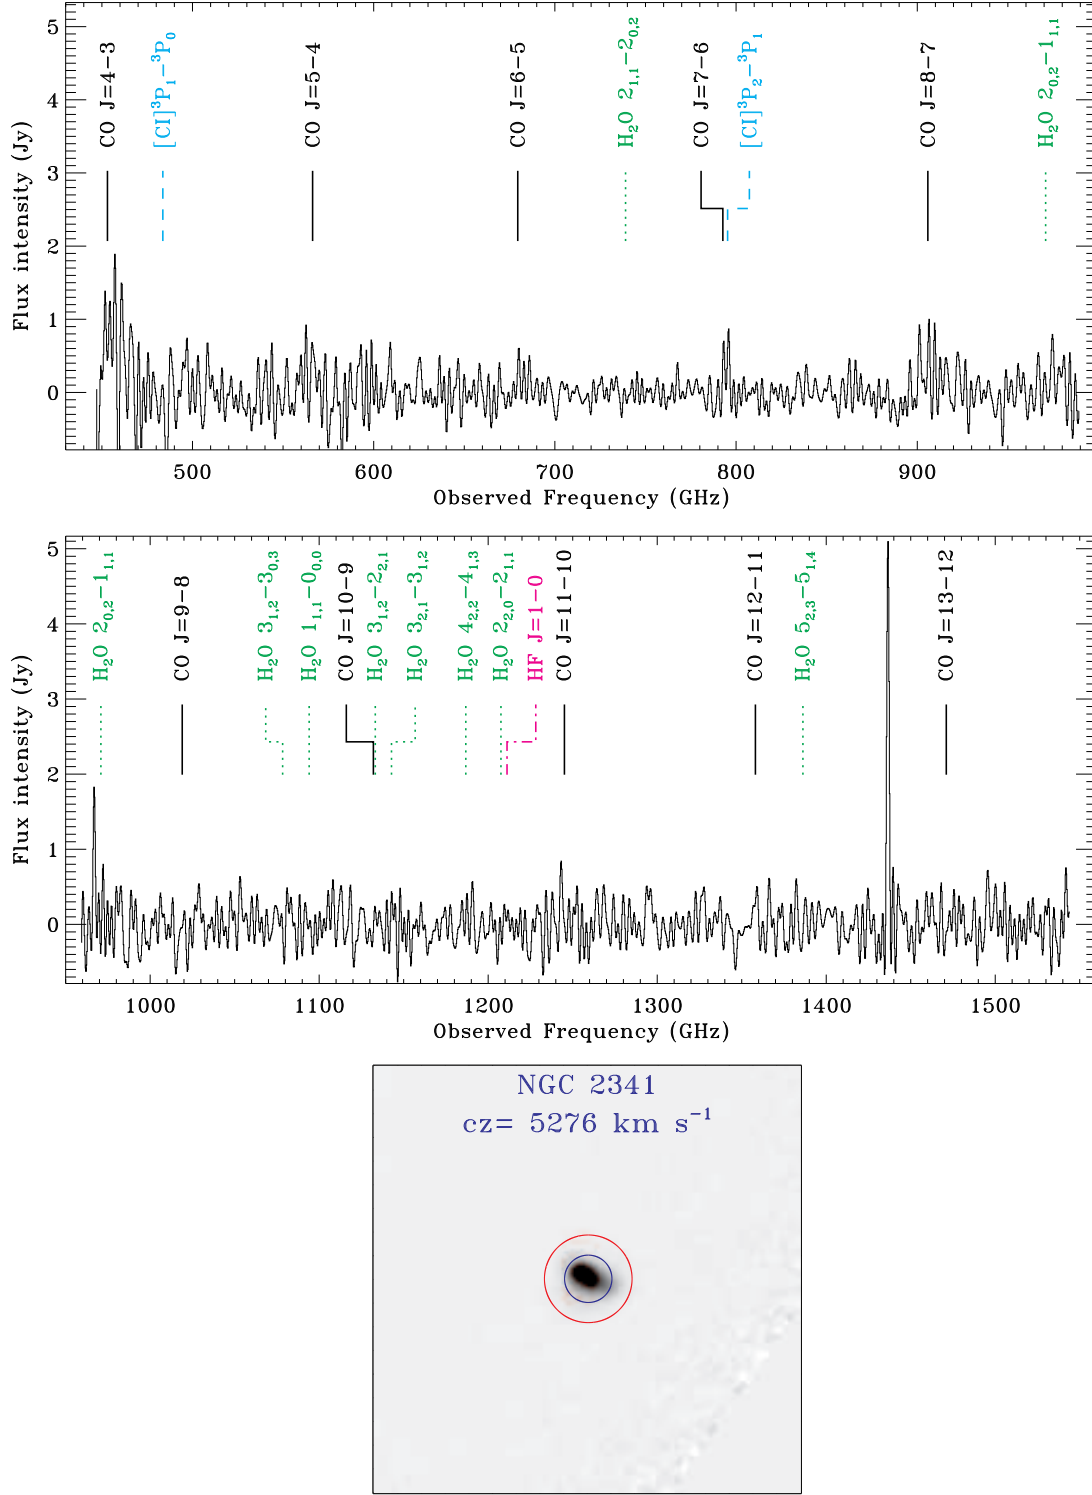 CO J=4−3
[CI]³P₁−³P₀
CO J=5−4
CO J=6−5
H₂O 2₁,₁−2₀,₂
CO J=7−6
[CI]³P₂−³P₁
CO J=8−7
H₂O 2₀,₂−1₁,₁
Flux intensity (Jy)
5
4
3
2
1
0
500
600
700
800
900
Observed Frequency (GHz)
H₂O 2₀,₂−1₁,₁
CO J=9−8
H₂O 3₁,₂−3₀,₃
H₂O 1₁,₁−0₀,₀
CO J=10−9
H₂O 3₁,₂−2₂,₁
H₂O 3₂,₁−3₁,₂
H₂O 4₂,₂−4₁,₃
H₂O 2₂,₀−2₁,₁
HF J=1−0
CO J=11−10
CO J=12−11
H₂O 5₂,₃−5₁,₄
CO J=13−12
Flux intensity (Jy)
5
4
3
2
1
0
1000
1100
1200
1300
1400
1500
Observed Frequency (GHz)
NGC 2341
cz= 5276 km s⁻¹